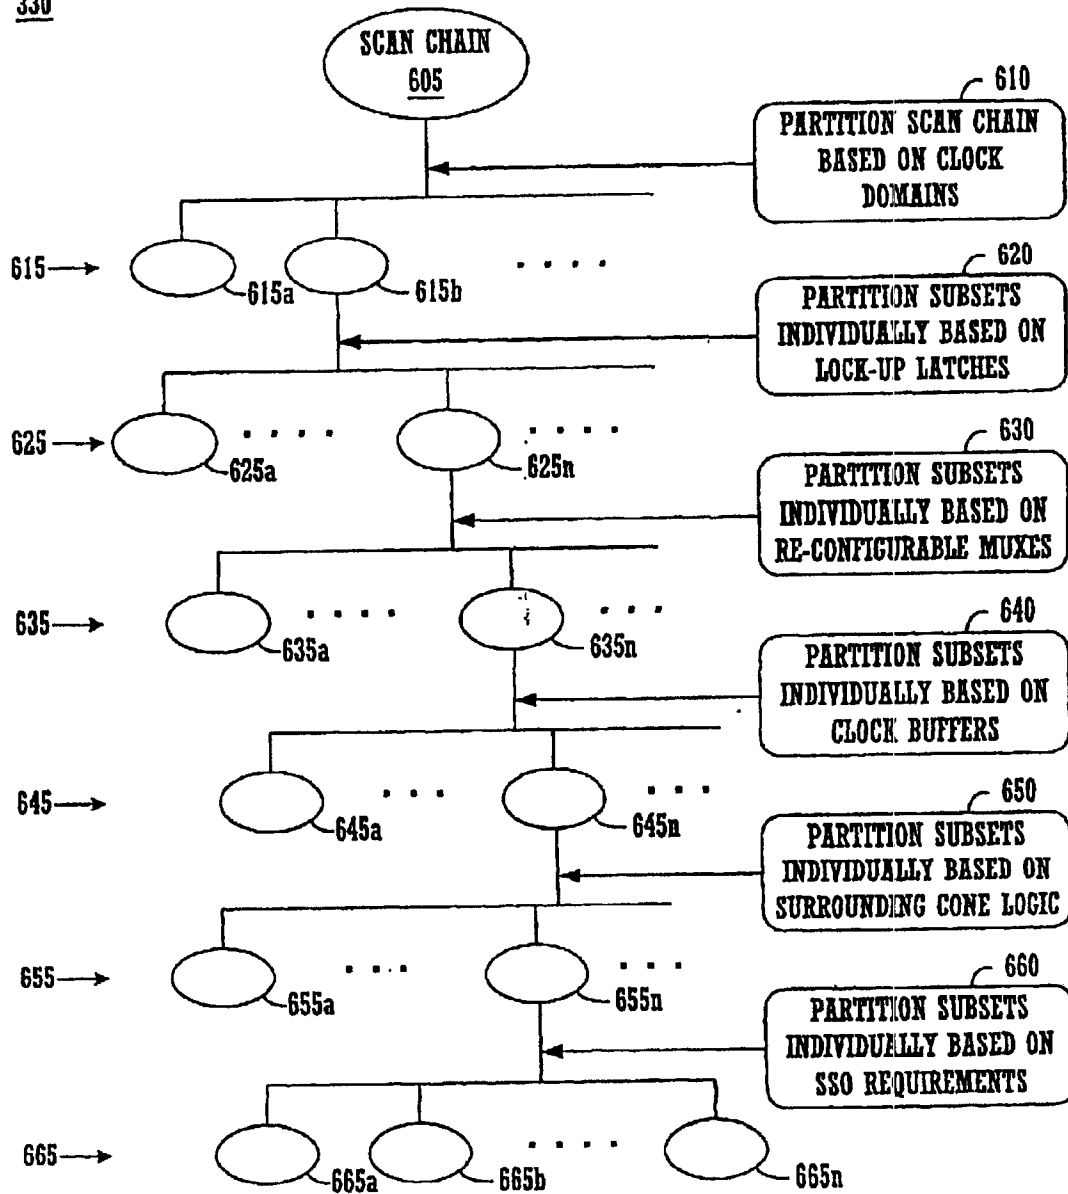 330
SCAN CHAIN
605
610
PARTITION SCAN CHAIN
BASED ON CLOCK
DOMAINS
615
615a
615b
620
PARTITION SUBSETS
INDIVIDUALLY BASED ON
LOCK-UP LATCHES
625
625a
625n
630
PARTITION SUBSETS
INDIVIDUALLY BASED ON
RE-CONFIGURABLE MUXES
635
635a
635n
640
PARTITION SUBSETS
INDIVIDUALLY BASED ON
CLOCK BUFFERS
645
645a
645n
650
PARTITION SUBSETS
INDIVIDUALLY BASED ON
SURROUNDING CONE LOGIC
655
655a
655n
660
PARTITION SUBSETS
INDIVIDUALLY BASED ON
SSO REQUIREMENTS
665
665a
665b
665n